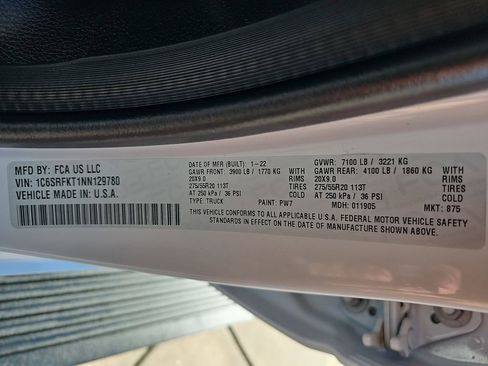 MFD BY: FCA US LLC
VIN: 1C6SRFKT1NN129780
VEHICLE MADE IN: U.S.A.
DATE OF MFR (BUILT): 1-22
GAWR FRONT: 3900 LB / 1770 KG WITH
20X9.0 RIMS
275/55R20 113T
AT 250 kPa / 36 PSI COLD
TYPE: TRUCK PAINT: PW7
GVWR: 7100 LB / 3221 KG
GAWR REAR: 4100 LB / 1860 KG WITH
20X9.0 RIMS
275/55R20 113T
AT 250 kPa / 36 PSI COLD
MDH: 011905 MKT: 875
THIS VEHICLE CONFORMS TO ALL APPLICABLE U.S.A. FEDERAL MOTOR VEHICLE SAFETY
STANDARDS IN EFFECT ON THE DATE OF MANUFACTURE SHOWN ABOVE.